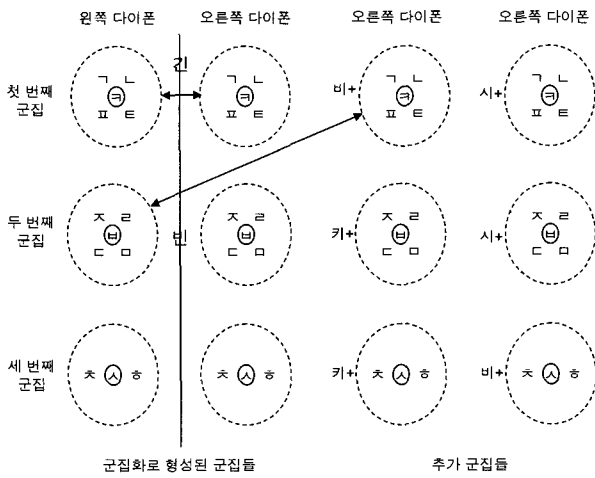 왼쪽 다이폰 오른쪽 다이폰 오른쪽 다이폰 오른쪽 다이폰
긴
첫 번째
군집
ㄱ ㄴ ㄱ ㄴ ㄱ ㄴ ㄱ ㄴ
ㅋ ㅋ 비+ ㅋ 시+ ㅋ
ㅍ ㅌ ㅍ ㅌ ㅍ ㅌ ㅍ ㅌ
두 번째
군집
ㅈ ㄹ ㅈ ㄹ ㅈ ㄹ ㅈ ㄹ
ㅂ 빈 ㅂ 키+ ㅂ 시+ ㅂ
ㄷ ㅁ ㄷ ㅁ ㄷ ㅁ ㄷ ㅁ
세 번째
군집
ㅊ ㅅ ㅎ ㅊ ㅅ ㅎ 키+ ㅊ ㅅ ㅎ 비+ ㅊ ㅅ ㅎ
군집화로 형성된 군집들 추가 군집들